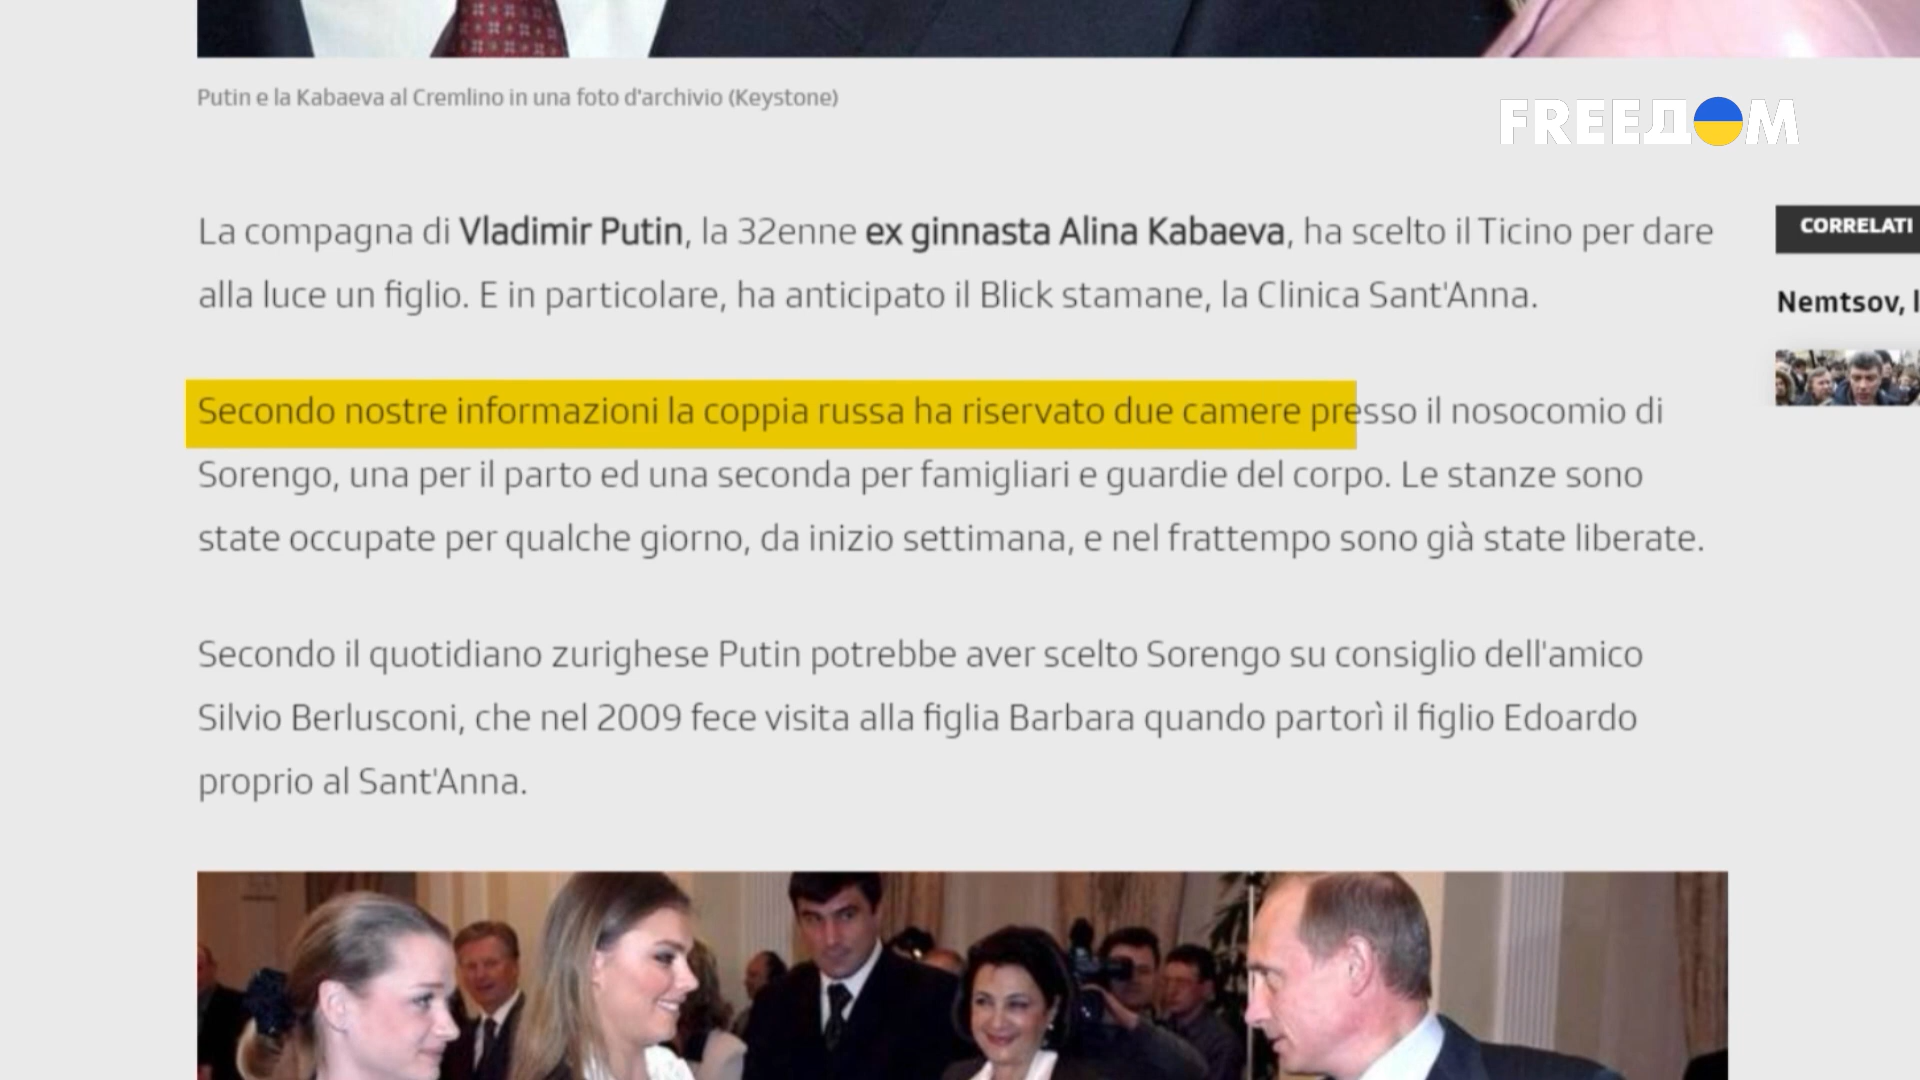 Putin e la Kabaeva al Cremlino in una foto d'archivio (Keystone)
FREEДОМ
La compagna di Vladimir Putin, la 32enne ex ginnasta Alina Kabaeva, ha scelto il Ticino per dare
alla luce un figlio. E in particolare, ha anticipato il Blick stamane, la Clinica Sant'Anna.
CORRELATI
Nemtsov,
Secondo nostre informazioni la coppia russa ha riservato due camere presso il nosocomio di
Sorengo, una per il parto ed una seconda per famigliari e guardie del corpo. Le stanze sono
state occupate per qualche giorno, da inizio settimana, e nel frattempo sono già state liberate.
Secondo il quotidiano zurighese Putin potrebbe aver scelto Sorengo su consiglio dell'amico
Silvio Berlusconi, che nel 2009 fece visita alla figlia Barbara quando partorì il figlio Edoardo
proprio al Sant'Anna.